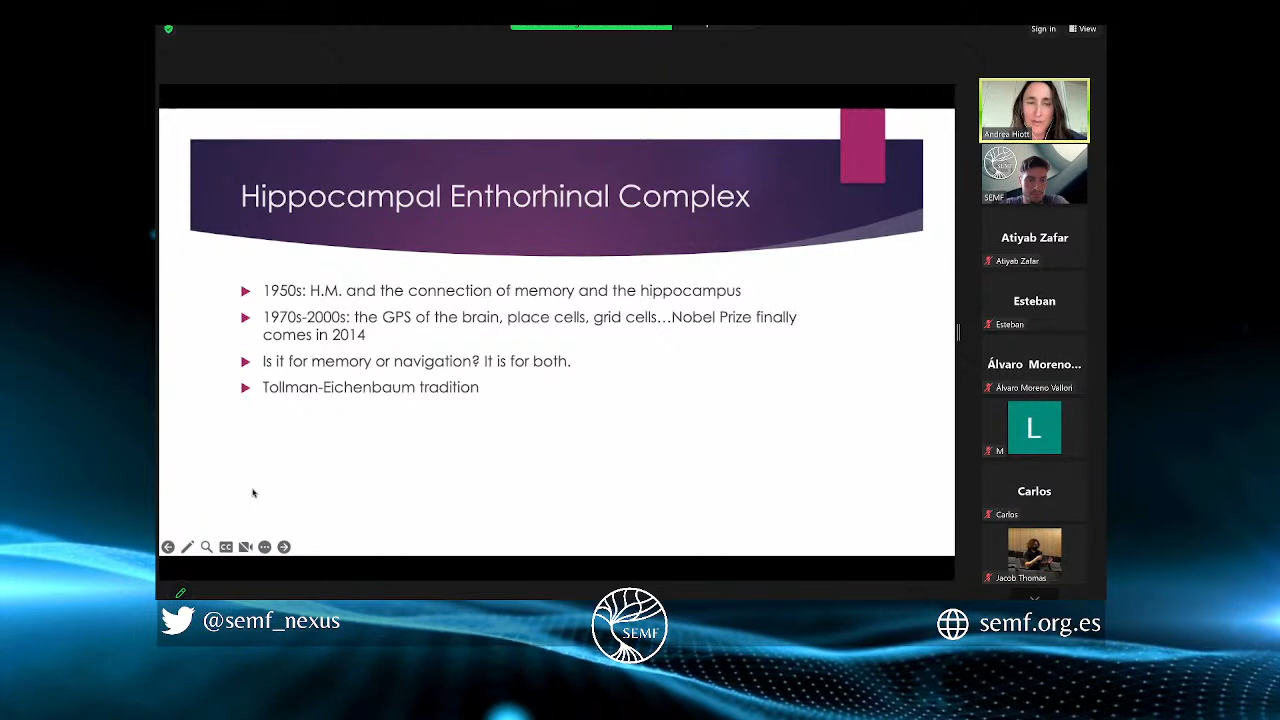 Sign in
View
Hippocampal Enthorhinal Complex
1950s: H.M. and the connection of memory and the hippocampus
1970s-2000s: the GPS of the brain, place cells, grid cells...Nobel Prize finally
comes in 2014
Is it for memory or navigation? It is for both.
Tollman-Eichenbaum tradition
CC
Andrea Hiott
SEMF
SEMF
Atiyab Zafar
Atiyab Zafar
Esteban
Esteban
Álvaro Moreno...
Álvaro Moreno Vallori
L
M
Carlos
Carlos
Jacob Thomas
@semf_nexus
SEMF
semf.org.es